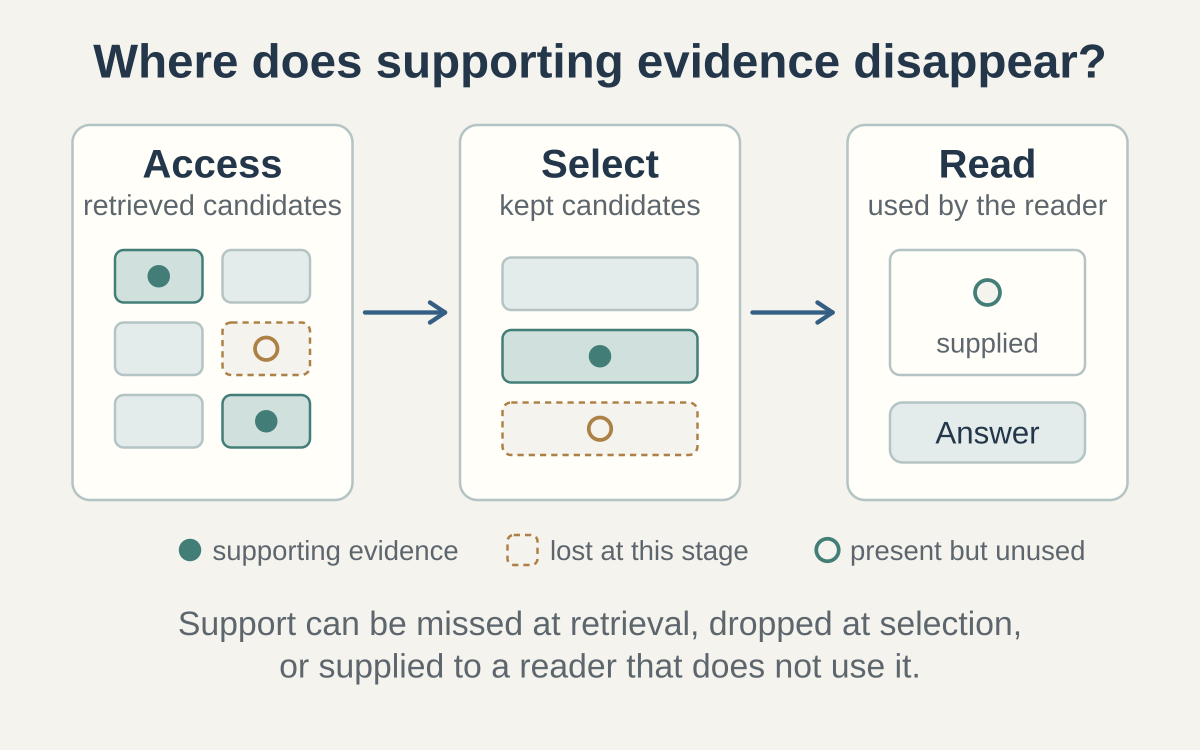 Where does supporting evidence disappear?
Access
retrieved candidates
Select
kept candidates
Read
used by the reader
supplied
Answer
supporting evidence
lost at this stage
present but unused
Support can be missed at retrieval, dropped at selection,
or supplied to a reader that does not use it.